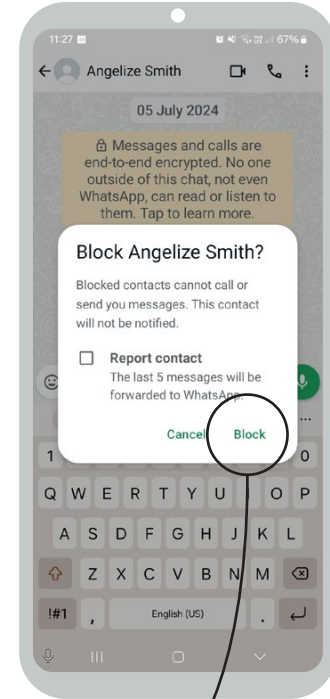 11:27
67%
Angelize Smith
05 July 2024
Messages and calls are
end-to-end encrypted. No one
outside of this chat, not even
WhatsApp, can read or listen to
them. Tap to learn more.
Block Angelize Smith?
Blocked contacts cannot call or
send you messages. This contact
will not be notified.
Report contact
The last 5 messages will be
forwarded to WhatsApp.
Cancel Block
1 0
Q W E R T Y U I O P
A S D F G H J K L
Z X C V B N M
!#1 , English (US) .